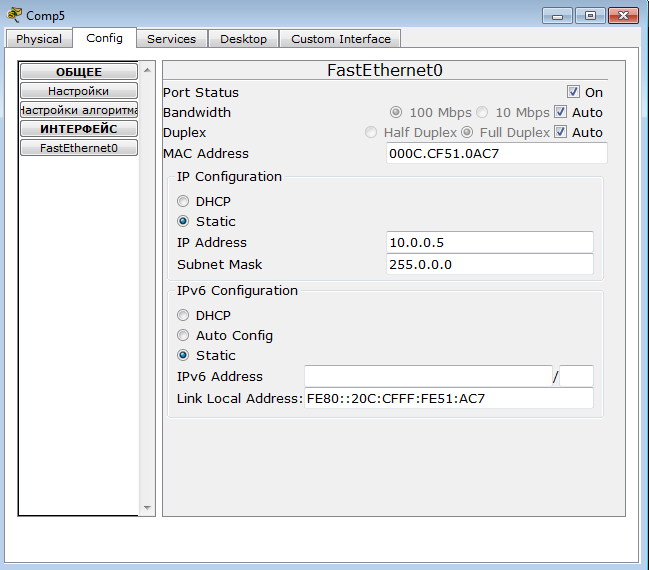 Comp5
Physical Config Services Desktop Custom Interface
ОБЩЕЕ
Настройки
Настройки алгоритма
ИНТЕРФЕЙС
FastEthernet0
FastEthernet0
Port Status On
Bandwidth 100 Mbps 10 Mbps Auto
Duplex Half Duplex Full Duplex Auto
MAC Address 000C.CF51.0AC7
IP Configuration
DHCP
Static
IP Address 10.0.0.5
Subnet Mask 255.0.0.0
IPv6 Configuration
DHCP
Auto Config
Static
IPv6 Address /
Link Local Address: FE80::20C:CFFF:FE51:AC7